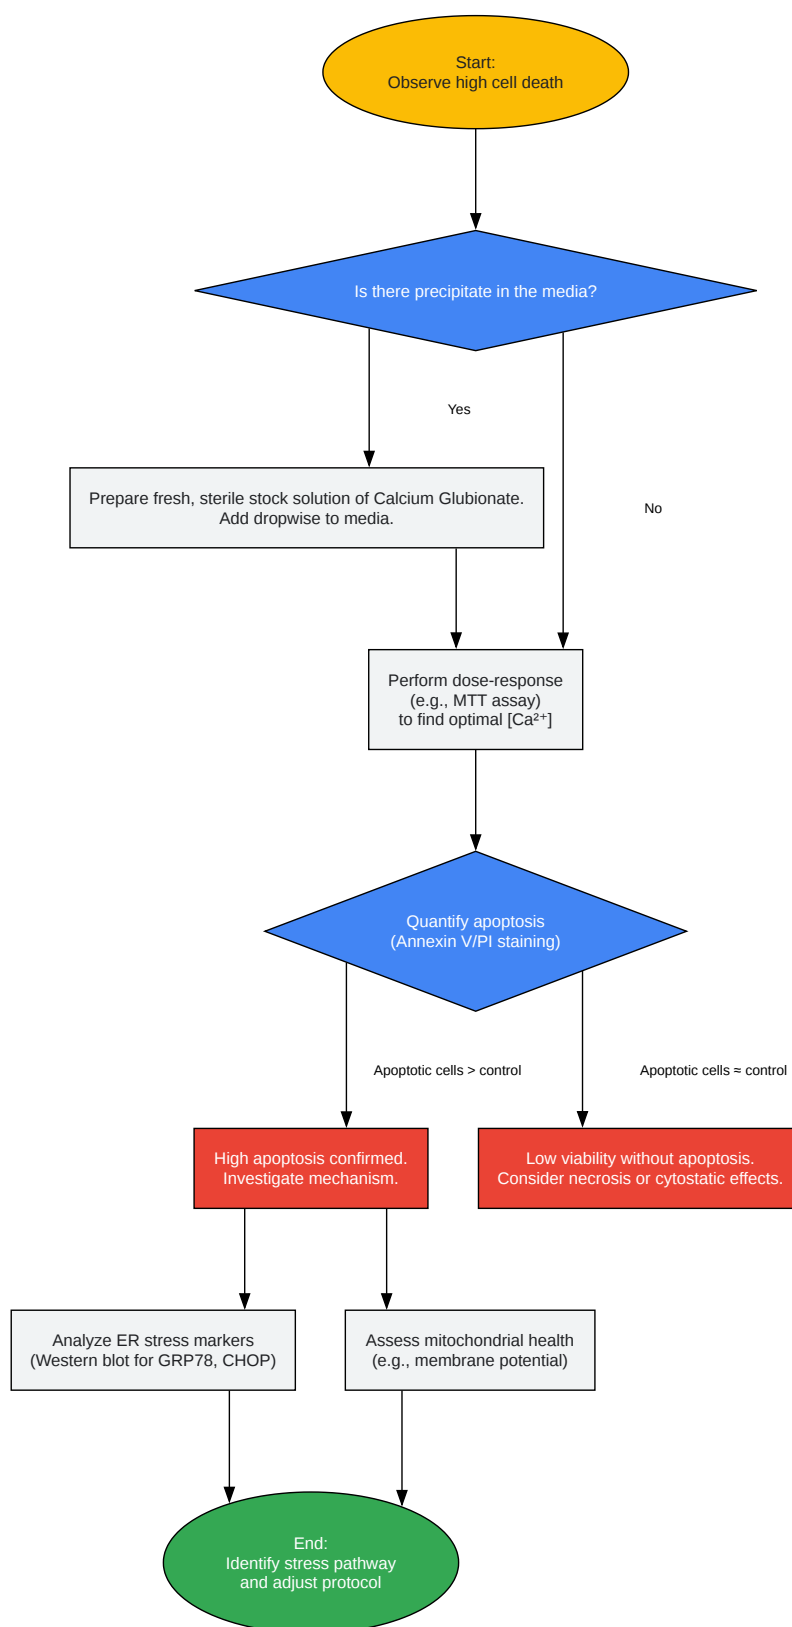 Start:
Observe high cell death
Is there precipitate in the media?
Yes
Prepare fresh, sterile stock solution of Calcium Glubionate.
Add dropwise to media.
No
Perform dose-response
(e.g., MTT assay)
to find optimal [Ca²⁺]
Quantify apoptosis
(Annexin V/PI staining)
Apoptotic cells > control
Apoptotic cells ≈ control
High apoptosis confirmed.
Investigate mechanism.
Low viability without apoptosis.
Consider necrosis or cytostatic effects.
Analyze ER stress markers
(Western blot for GRP78, CHOP)
Assess mitochondrial health
(e.g., membrane potential)
End:
Identify stress pathway
and adjust protocol